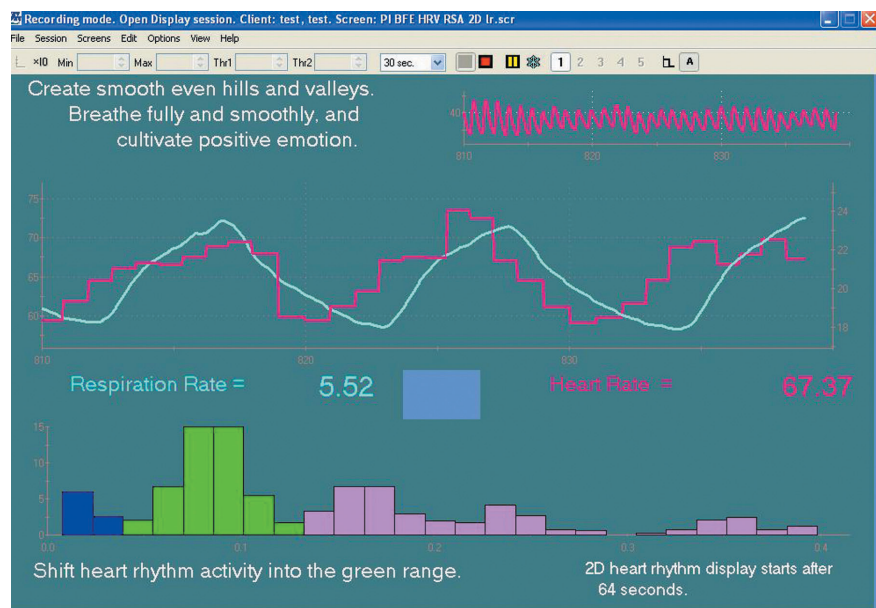 Recording mode. Open Display session. Client: test, test. Screen: PI BFE HRV RSA 2D lr.scr
File Session Screens Edit Options View Help
×10 Min Max Thr1 Thr2 30 sec. 1 2 3 4 5 A
Create smooth even hills and valleys.
Breathe fully and smoothly, and
cultivate positive emotion.
40
810 820 830
75 24
70 22
65 20
60 18
810 820 830
Respiration Rate = 5.52 Heart Rate = 67.37
15
10
5
0
0.0 0.1 0.2 0.3 0.4
Shift heart rhythm activity into the green range.
2D heart rhythm display starts after
64 seconds.